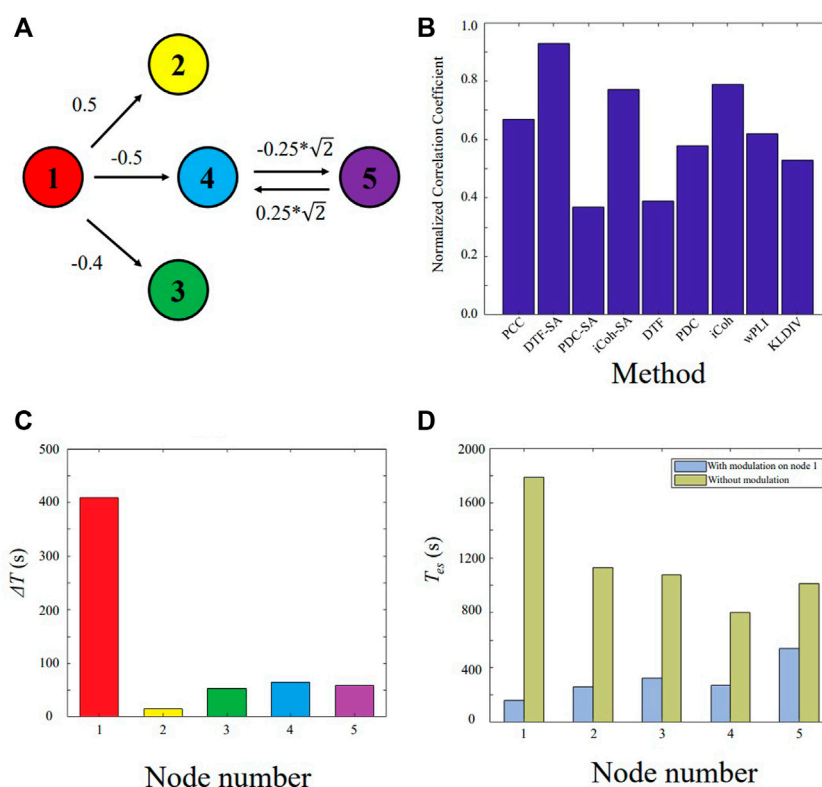 A
1
2
3
4
5
0.5
-0.5
-0.4
-0.25*√2
0.25*√2
B
Normalized Correlation Coefficient
1.0
0.8
0.6
0.4
0.2
0.0
PCC
DTF-SA
PDC-SA
iCoh-SA
DTF
PDC
iCoh
wPLI
KLDIV
Method
C
ΔT (s)
500
400
300
200
100
0
1 2 3 4 5
Node number
D
T_es (s)
2000
1800
1400
1000
600
400
0
With modulation on node 1
Without modulation
1 2 3 4 5
Node number